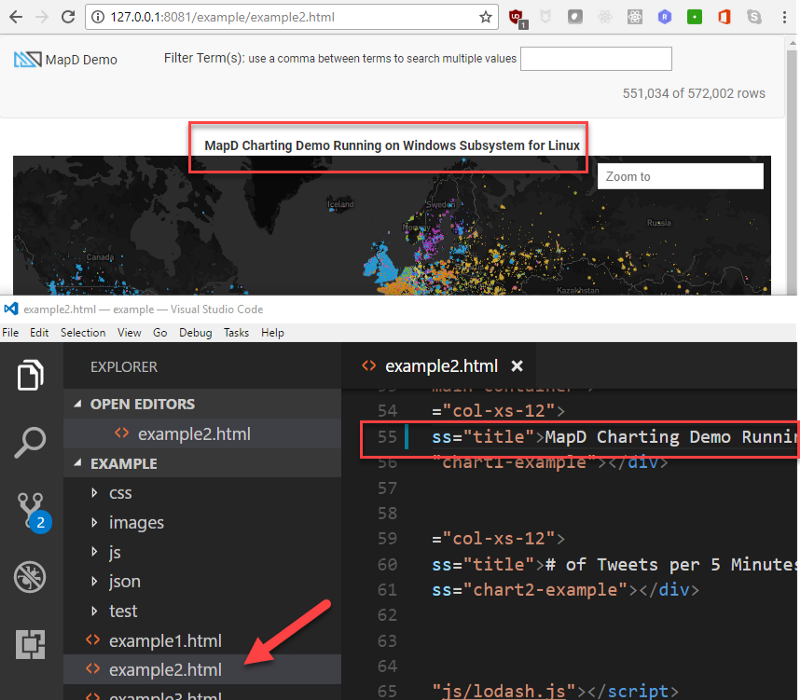 127.0.0.1:8081/example/example2.html
1
MapD Demo
Filter Term(s): use a comma between terms to search multiple values
551,034 of 572,002 rows
MapD Charting Demo Running on Windows Subsystem for Linux
Zoom to
Iceland
Sweden
Norway
Russia
Canada
Kazakhstan
example2.html — example — Visual Studio Code
File Edit Selection View Go Debug Tasks Help
EXPLORER
OPEN EDITORS
example2.html
EXAMPLE
css
images
js
json
test
example1.html
example2.html
example3.html
2
example2.html
53 main-container">
54 ="col-xs-12">
55 ss="title">MapD Charting Demo Runnin
56 "chart1-example"></div>
57
58
59 ="col-xs-12">
60 ss="title"># of Tweets per 5 Minutes
61 ss="chart2-example"></div>
62
63
64
65 "js/lodash.js"></script>